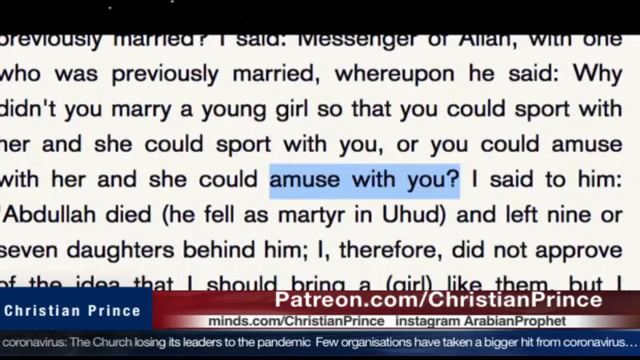 previously married? I said: Messenger of Allah, with one
who was previously married, whereupon he said: Why
didn't you marry a young girl so that you could sport with
her and she could sport with you, or you could amuse
with her and she could amuse with you? I said to him:
'Abdullah died (he fell as martyr in Uhud) and left nine or
seven daughters behind him; I, therefore, did not approve
of the idea that I should bring a (girl) like them, but I
Christian Prince
Patreon.com/ChristianPrince
minds.com/ChristianPrince instagram ArabianProphet
coronavirus: The Church losing its leaders to the pandemic Few organisations have taken a bigger hit from coronavirus...